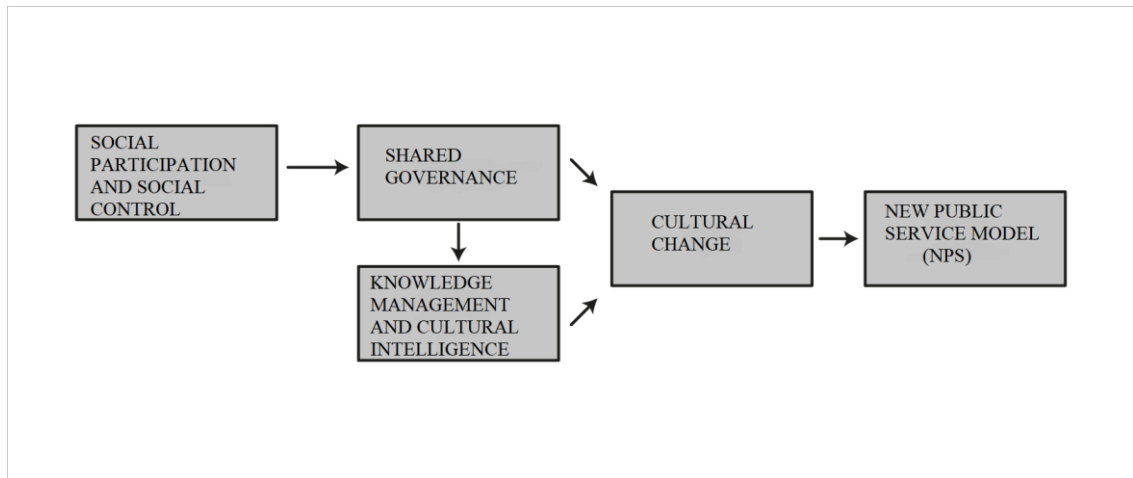 SOCIAL
PARTICIPATION
AND SOCIAL
CONTROL
SHARED
GOVERNANCE
KNOWLEDGE
MANAGEMENT
AND CULTURAL
INTELLIGENCE
CULTURAL
CHANGE
NEW PUBLIC
SERVICE MODEL
(NPS)